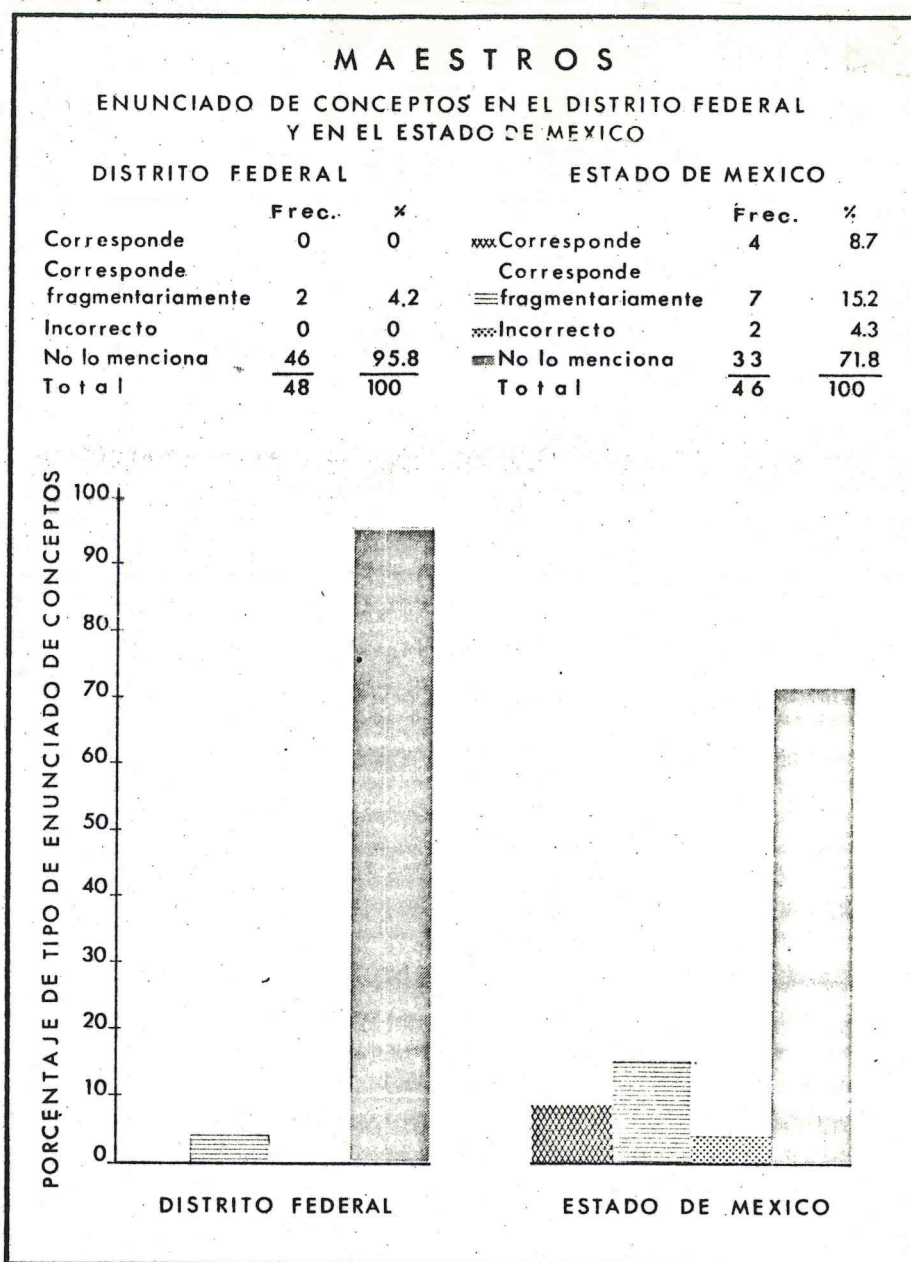 MAESTROS
ENUNCIADO DE CONCEPTOS EN EL DISTRITO FEDERAL
Y EN EL ESTADO DE MEXICO
DISTRITO FEDERAL
Frec. %
Corresponde 0 0
Corresponde
fragmentariamente 2 4.2
Incorrecto 0 0
No lo menciona 46 95.8
Total 48 100
ESTADO DE MEXICO
Frec. %
Corresponde 4 8.7
Corresponde
fragmentariamente 7 15.2
Incorrecto 2 4.3
No lo menciona 33 71.8
Total 46 100
PORCENTAJE DE TIPO DE ENUNCIADO DE CONCEPTOS
100
90
80
70
60
50
40
30
20
10
0
DISTRITO FEDERAL
ESTADO DE MEXICO